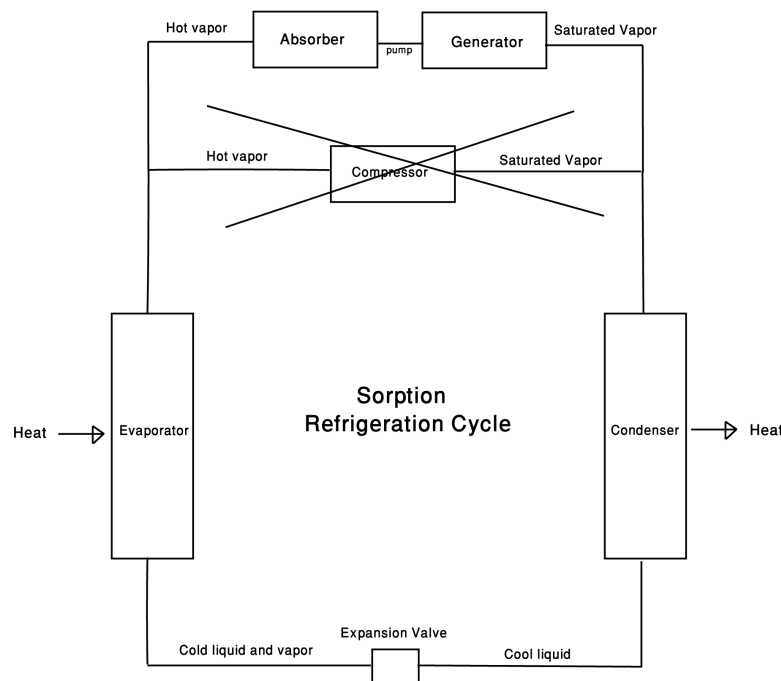 Hot vapor
Absorber
pump
Generator
Saturated Vapor
Hot vapor
Compressor
Saturated Vapor
Sorption
Refrigeration Cycle
Heat
Evaporator
Condenser
Heat
Expansion Valve
Cold liquid and vapor
Cool liquid